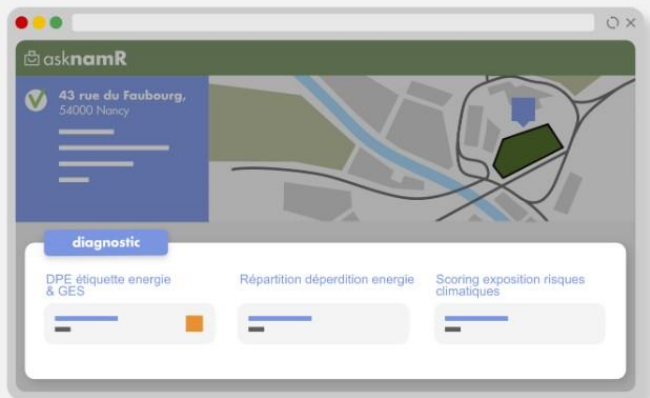 asknamR
43 rue du Faubourg,
54000 Nancy
diagnostic
DPE étiquette energie
& GES
Répartition déperdition energie
Scoring exposition risques
climatiques